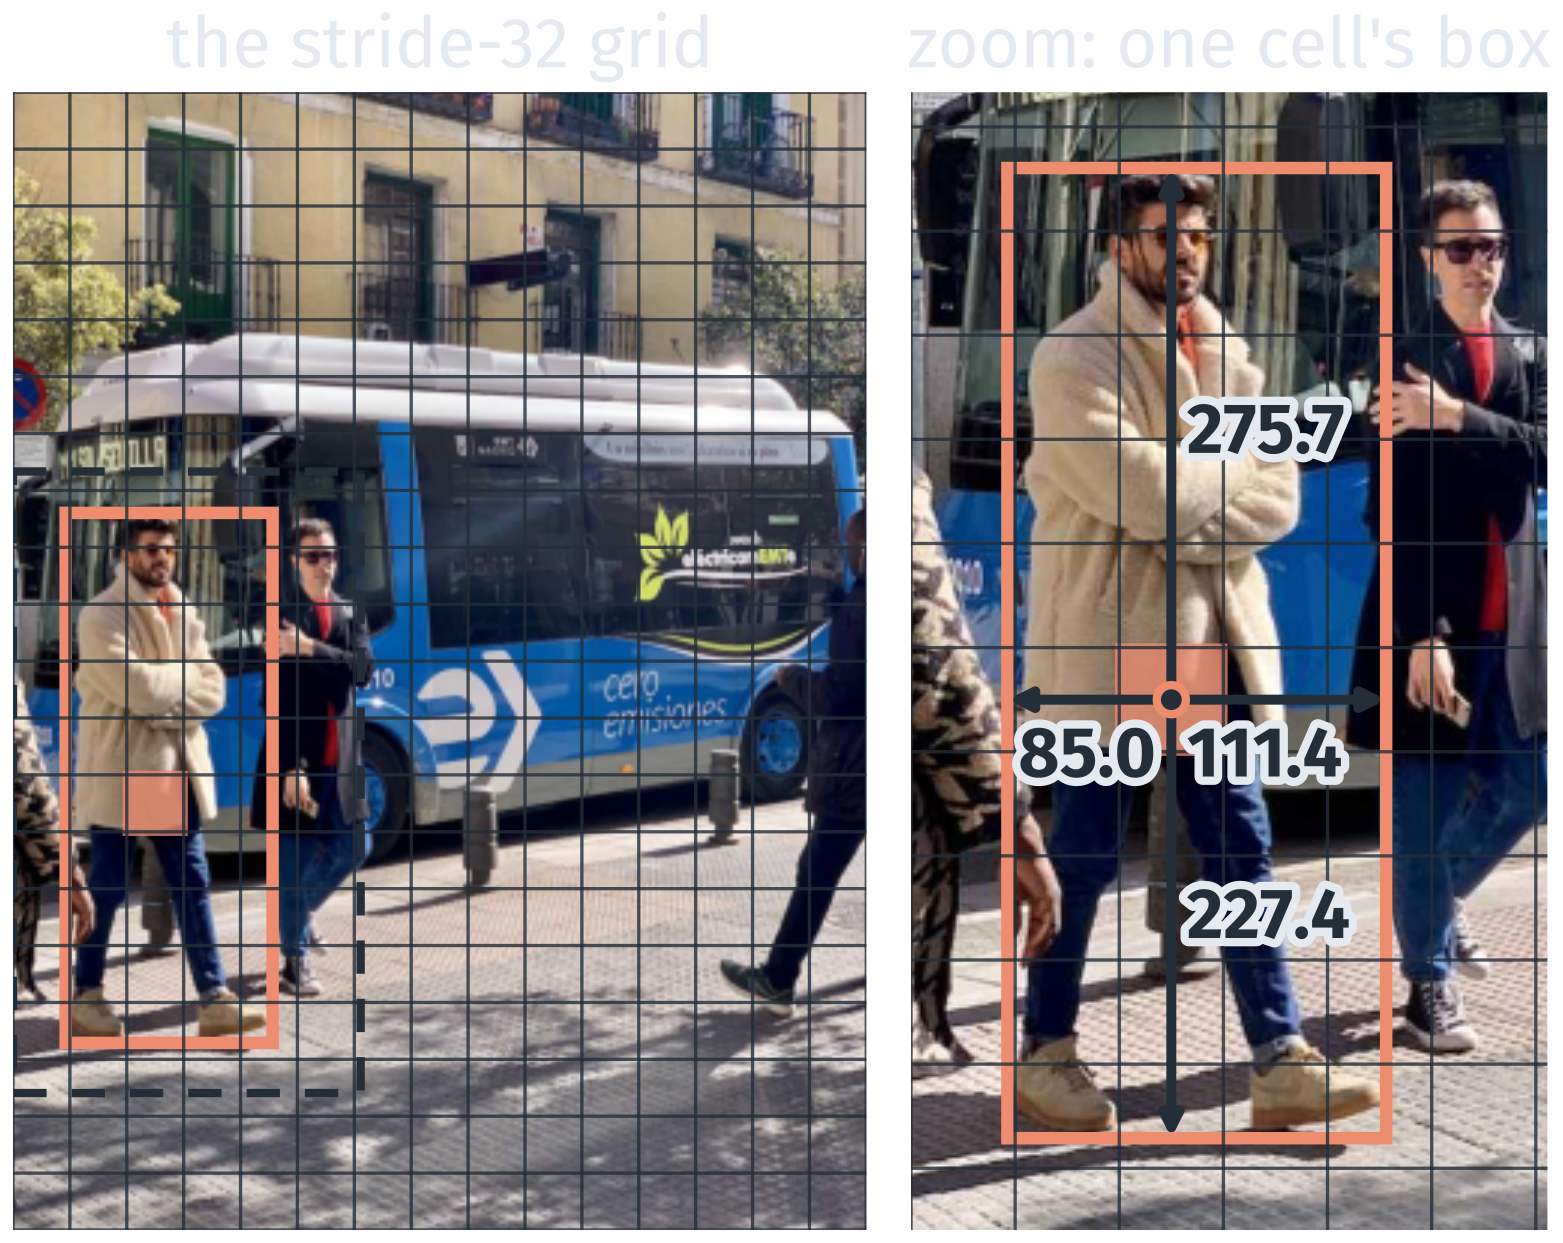 the stride-32 grid
zoom: one cell's box
cero
emisiones
275.7
85.0 111.4
227.4